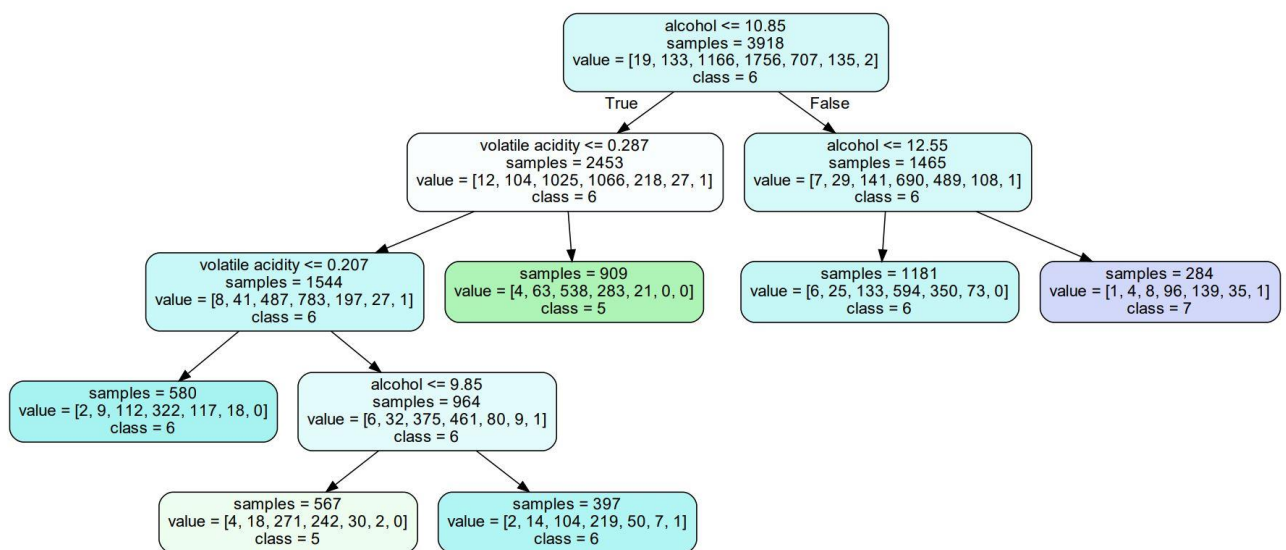 alcohol <= 10.85
samples = 3918
value = [19, 133, 1166, 1756, 707, 135, 2]
class = 6
True
False
volatile acidity <= 0.287
samples = 2453
value = [12, 104, 1025, 1066, 218, 27, 1]
class = 6
alcohol <= 12.55
samples = 1465
value = [7, 29, 141, 690, 489, 108, 1]
class = 6
volatile acidity <= 0.207
samples = 1544
value = [8, 41, 487, 783, 197, 27, 1]
class = 6
samples = 909
value = [4, 63, 538, 283, 21, 0, 0]
class = 5
samples = 1181
value = [6, 25, 133, 594, 350, 73, 0]
class = 6
samples = 284
value = [1, 4, 8, 96, 139, 35, 1]
class = 7
samples = 580
value = [2, 9, 112, 322, 117, 18, 0]
class = 6
alcohol <= 9.85
samples = 964
value = [6, 32, 375, 461, 80, 9, 1]
class = 6
samples = 567
value = [4, 18, 271, 242, 30, 2, 0]
class = 5
samples = 397
value = [2, 14, 104, 219, 50, 7, 1]
class = 6